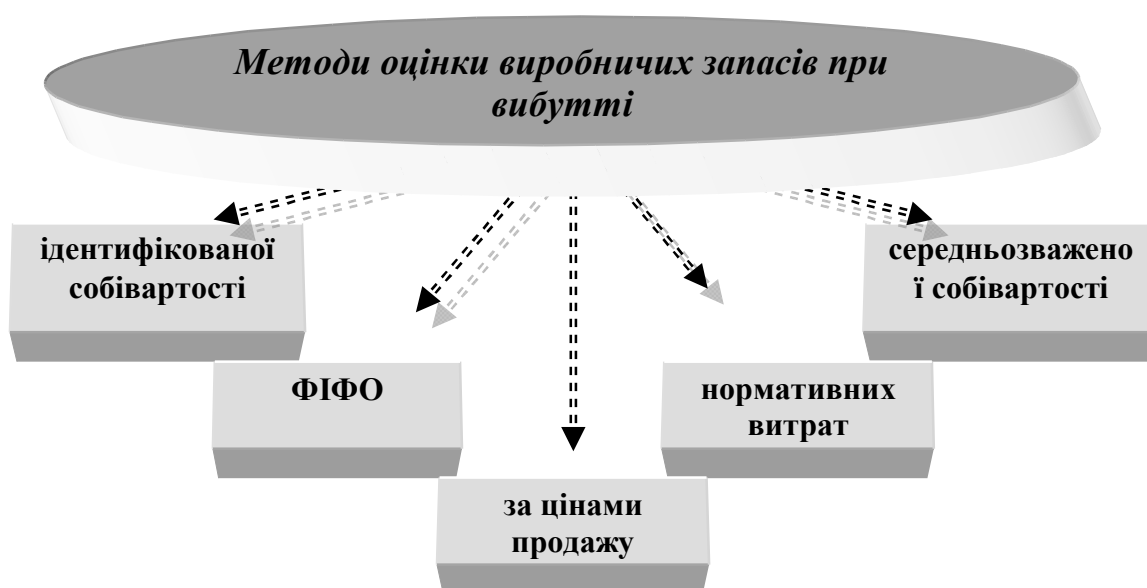 Методи оцінки виробничих запасів при
вибутті
ідентифікованої
собівартості
середньозважено
ї собівартості
ФІФО
нормативних
витрат
за цінами
продажу